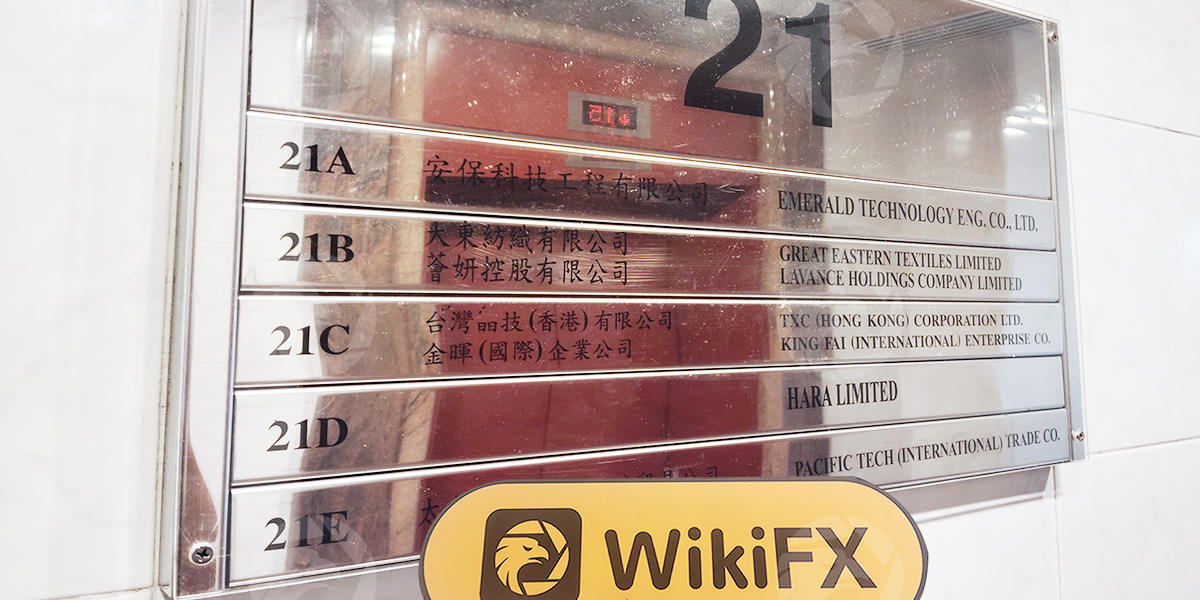 21
21
21A 安保科技工程有限公司 EMERALD TECHNOLOGY ENG. CO., LTD.
21B 大東紡織有限公司 GREAT EASTERN TEXTILES LIMITED
薈妍控股有限公司 LAVANCE HOLDINGS COMPANY LIMITED
21C 台灣晶技(香港)有限公司 TXC (HONG KONG) CORPORATION LTD.
金暉(國際)企業公司 KING FAI (INTERNATIONAL) ENTERPRISE CO.
21D HARA LIMITED
21E 太 公司 PACIFIC TECH (INTERNATIONAL) TRADE CO.
WikiFX